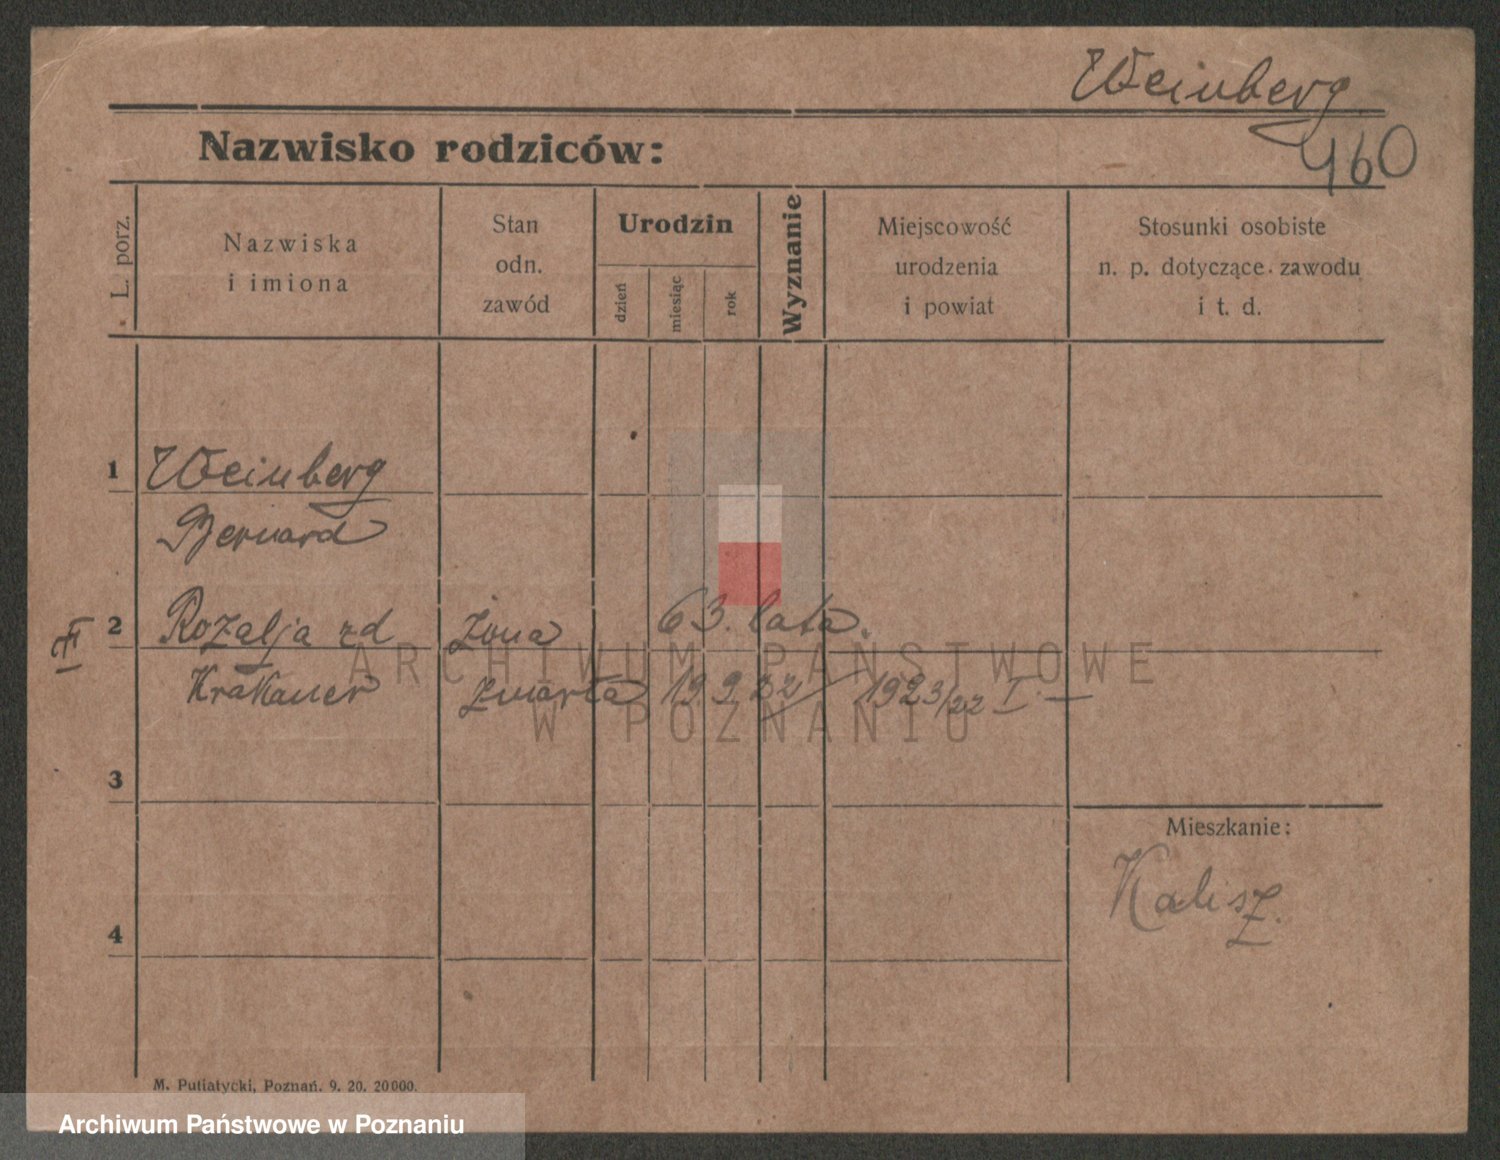 Weinberg
460
Nazwisko rodziców:
L. porz.
Nazwiska
i imiona
Stan
odn.
zawód
Urodzin
dzień
miesiąc
rok
Wyznanie
Miejscowość
urodzenia
i powiat
Stosunki osobiste
n. p. dotyczące zawodu
i t. d.
1 Weinberg
Bernard
2 Rozalja zd żona 63. lata.
Krakauer zmarła 19. 9. 22 1923/22 I. —
3
Mieszkanie:
Kalisz.
4
ARCHIWUM PAŃSTWOWE
W POZNANIU
M. Putiatycki, Poznań. 9. 20. 20000.
Archiwum Państwowe w Poznaniu